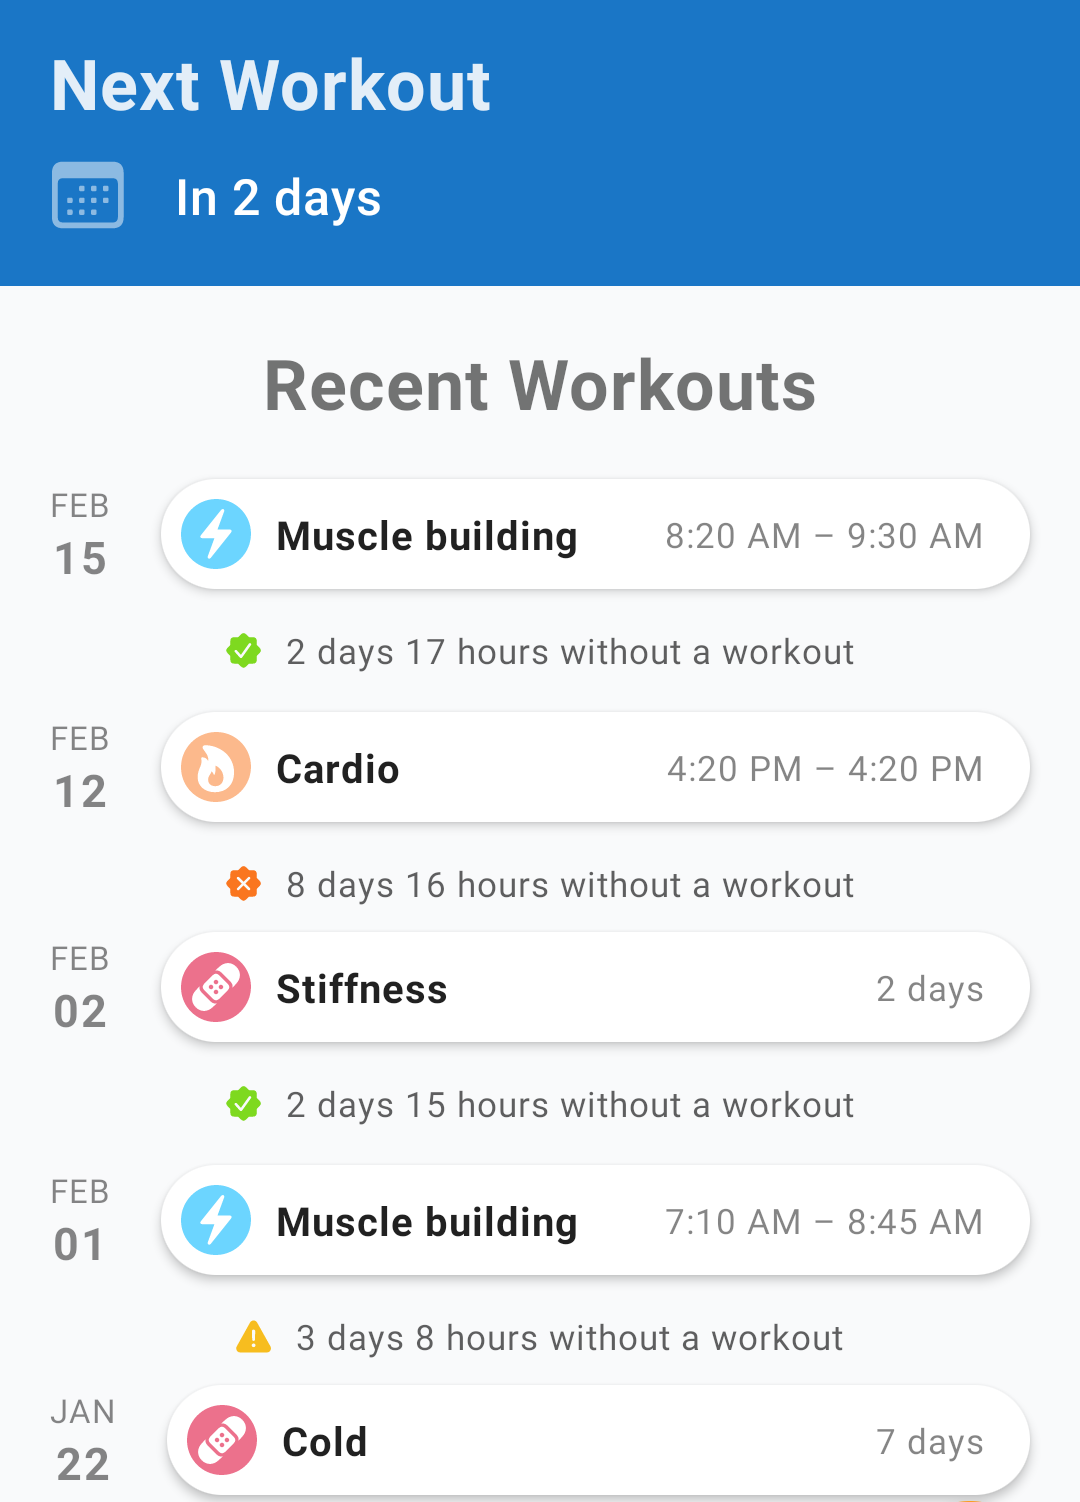 Next Workout
In 2 days
Recent Workouts
FEB
15
Muscle building 8:20 AM – 9:30 AM
2 days 17 hours without a workout
FEB
12
Cardio 4:20 PM – 4:20 PM
8 days 16 hours without a workout
FEB
02
Stiffness 2 days
2 days 15 hours without a workout
FEB
01
Muscle building 7:10 AM – 8:45 AM
3 days 8 hours without a workout
JAN
22
Cold 7 days